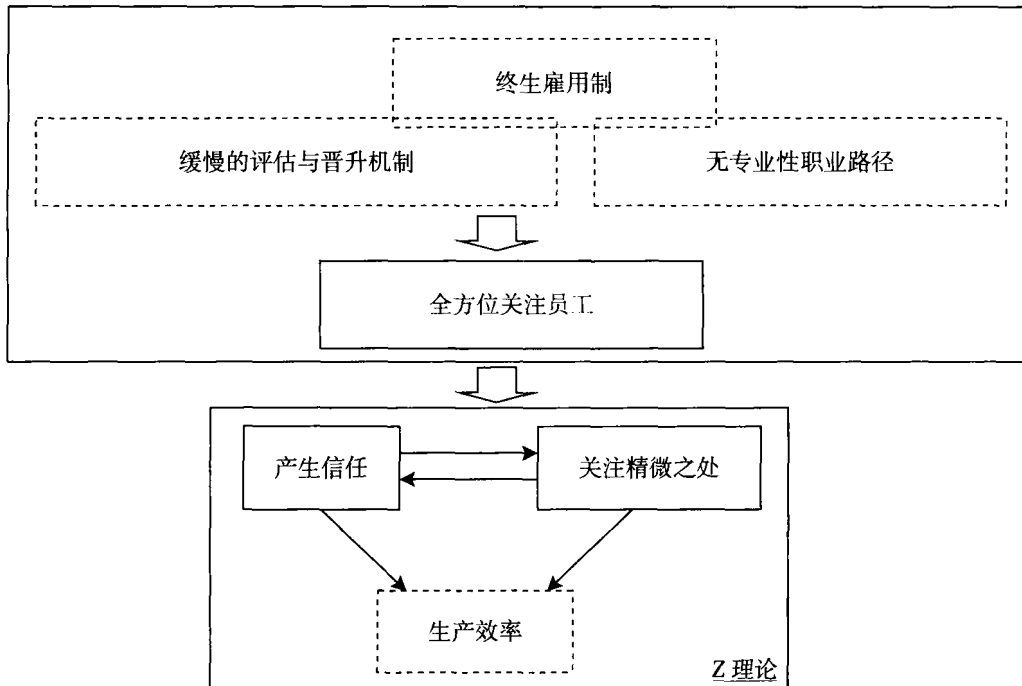 终生雇用制
缓慢的评估与晋升机制
无专业性职业路径
全方位关注员工
产生信任
关注精微之处
生产效率
Z 理论